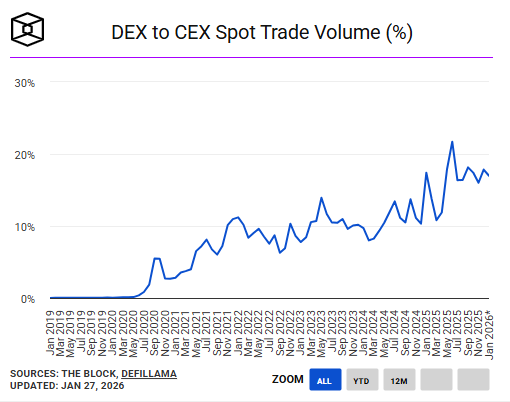 DEX to CEX Spot Trade Volume (%)
30%
20%
10%
0%
Jan 2019
Mar 2019
May 2019
Jul 2019
Sep 2019
Nov 2019
Jan 2020
Mar 2020
May 2020
Jul 2020
Sep 2020
Nov 2020
Jan 2021
Mar 2021
May 2021
Jul 2021
Sep 2021
Nov 2021
Jan 2022
Mar 2022
May 2022
Jul 2022
Sep 2022
Nov 2022
Jan 2023
Mar 2023
May 2023
Jul 2023
Sep 2023
Nov 2023
Jan 2024
Mar 2024
May 2024
Jul 2024
Sep 2024
Nov 2024
Jan 2025
Mar 2025
May 2025
Jul 2025
Sep 2025
Nov 2025
Jan 2026*
SOURCES: THE BLOCK, DEFILLAMA
UPDATED: JAN 27, 2026
ZOOM ALL YTD 12M